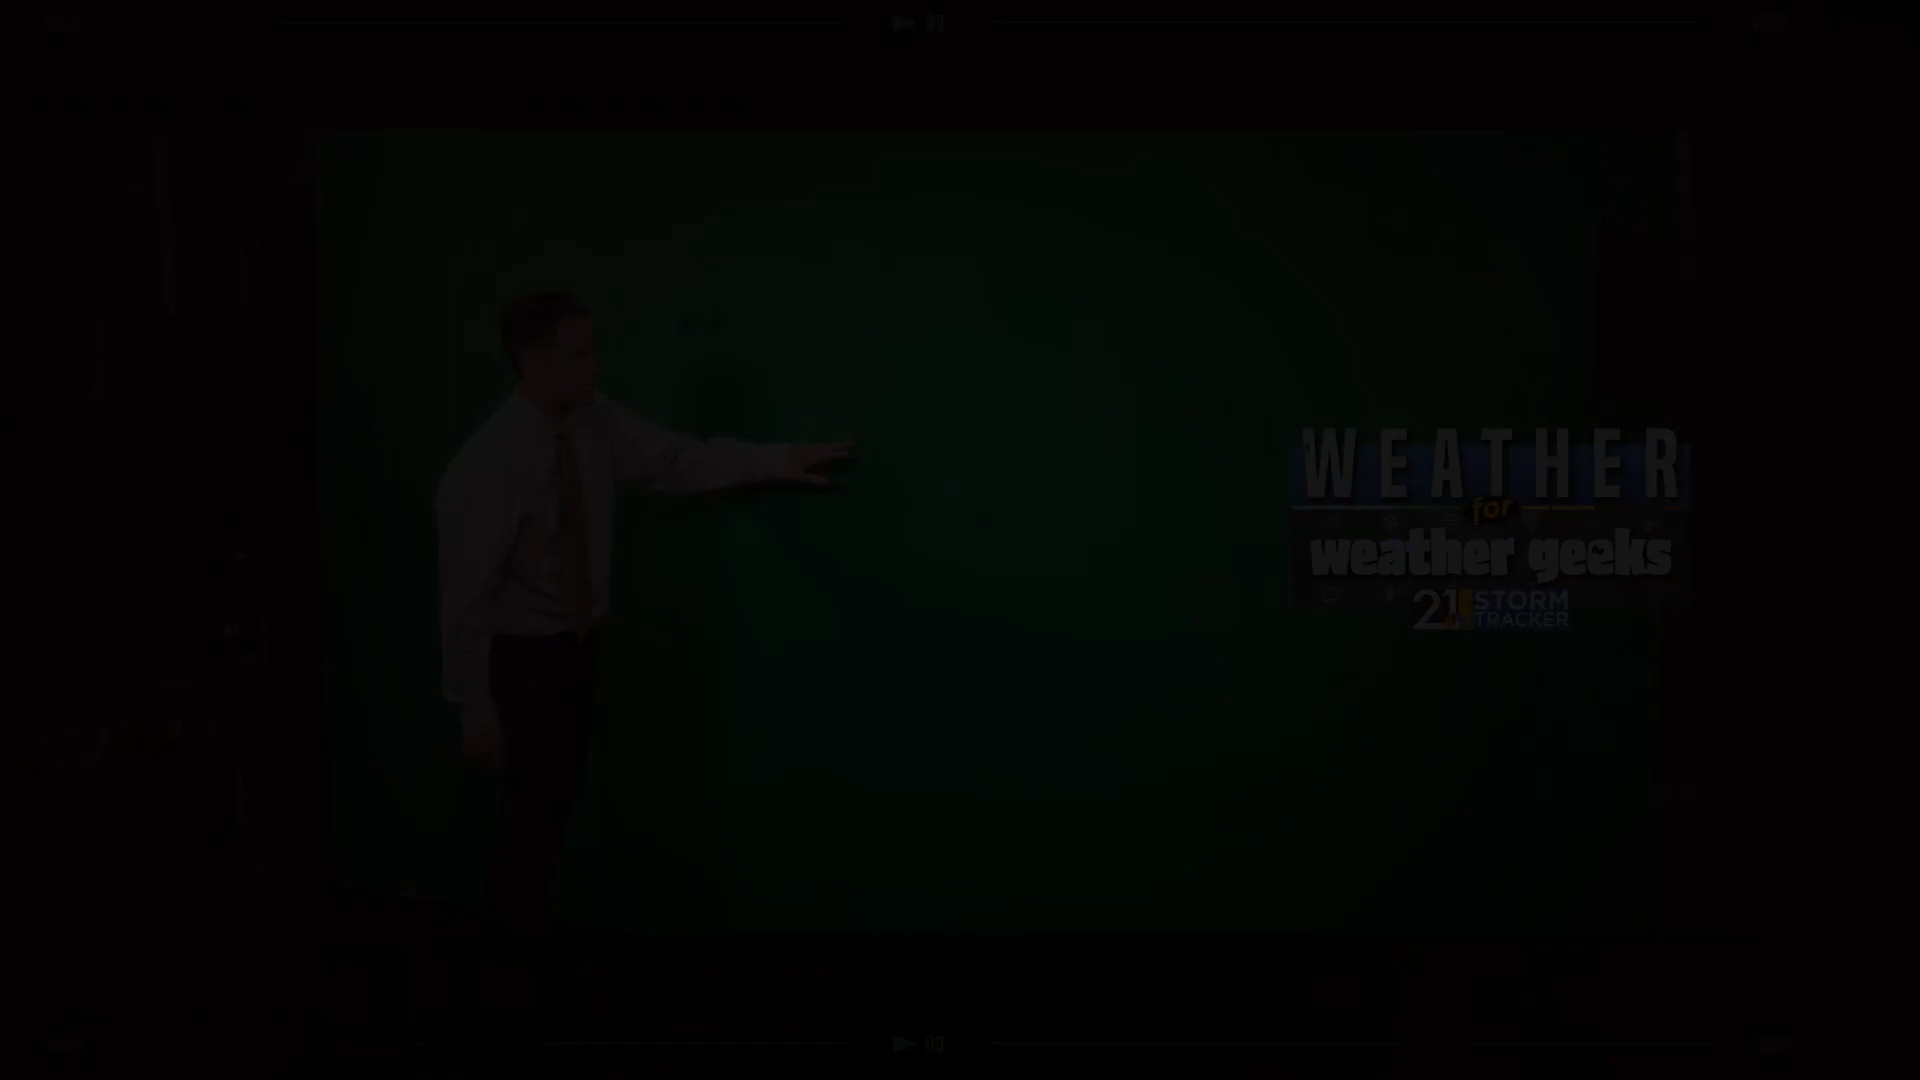 WEATHER
for
weather geeks
21 STORM
TRACKER